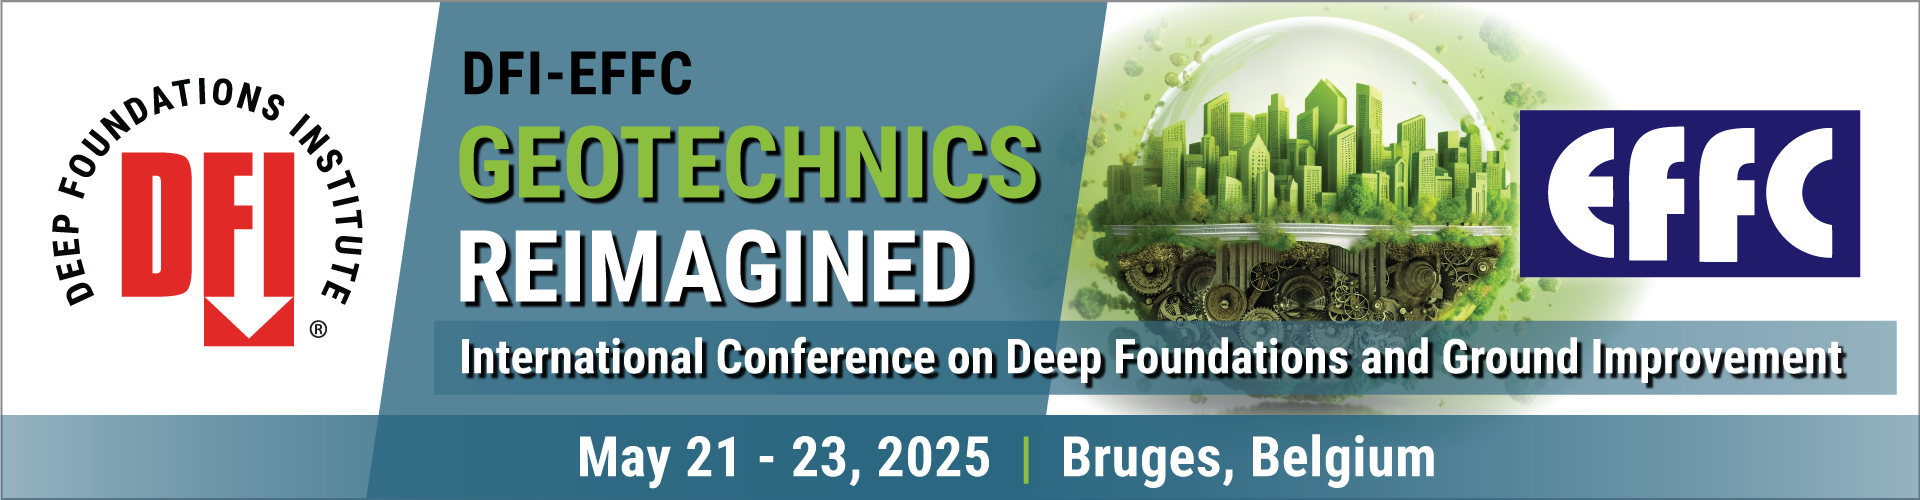 DEEP FOUNDATIONS INSTITUTE
DFI
®
DFI-EFFC
GEOTECHNICS
REIMAGINED
International Conference on Deep Foundations and Ground Improvement
EFFC
May 21 - 23, 2025 | Bruges, Belgium